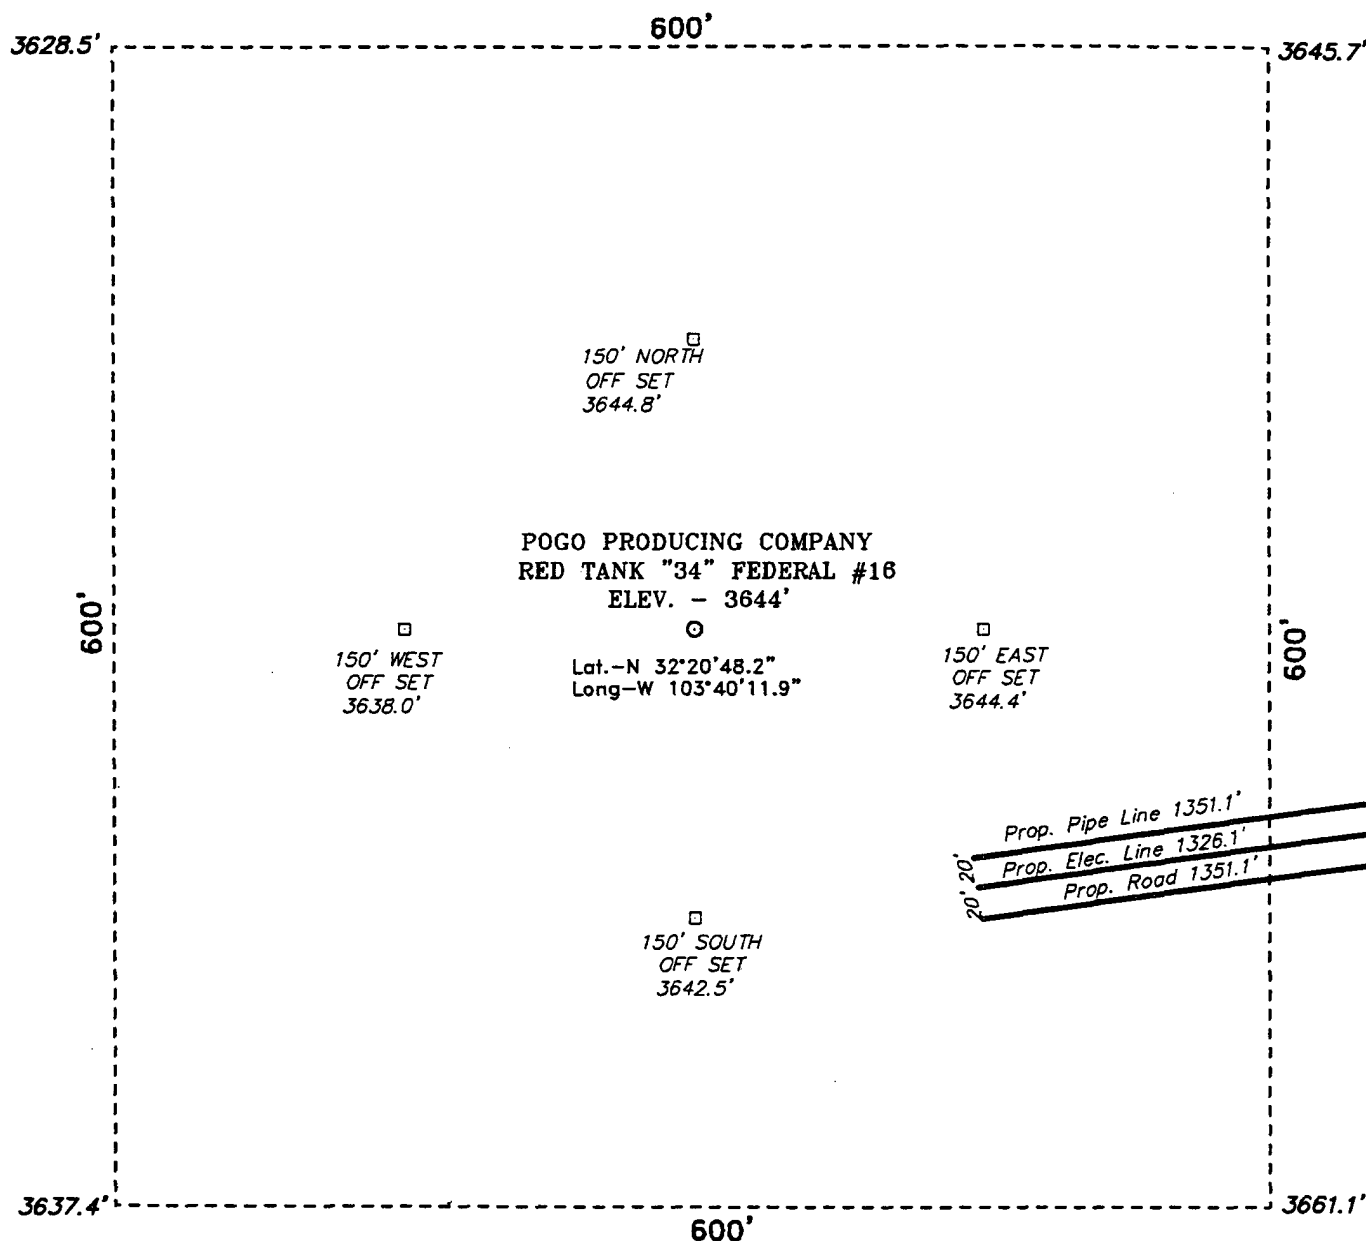 600'
3628.5'
3645.7'
150' NORTH
OFF SET
3644.8'
POGO PRODUCING COMPANY
RED TANK "34" FEDERAL #16
ELEV. - 3644'
600'
600'
150' WEST
OFF SET
3638.0'
Lat.-N 32°20'48.2"
Long-W 103°40'11.9"
150' EAST
OFF SET
3644.4'
Prop. Pipe Line 1351.1'
20'
Prop. Elec. Line 1326.1'
20'
Prop. Road 1351.1'
150' SOUTH
OFF SET
3642.5'
3637.4'
3661.1'
600'